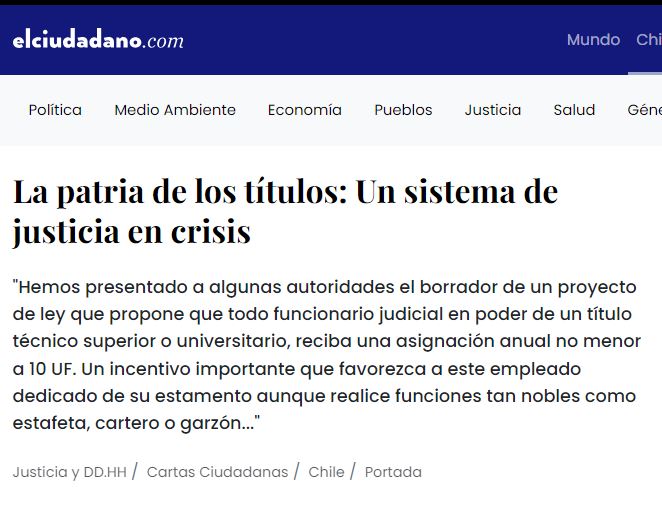 elciudadano.com
Mundo
Política Medio Ambiente Economía Pueblos Justicia Salud
La patria de los títulos: Un sistema de
justicia en crisis
"Hemos presentado a algunas autoridades el borrador de un proyecto
de ley que propone que todo funcionario judicial en poder de un título
técnico superior o universitario, reciba una asignación anual no menor
a 10 UF. Un incentivo importante que favorezca a este empleado
dedicado de su estamento aunque realice funciones tan nobles como
estafeta, cartero o garzón..."
Justicia y DD.HH / Cartas Ciudadanas / Chile / Portada